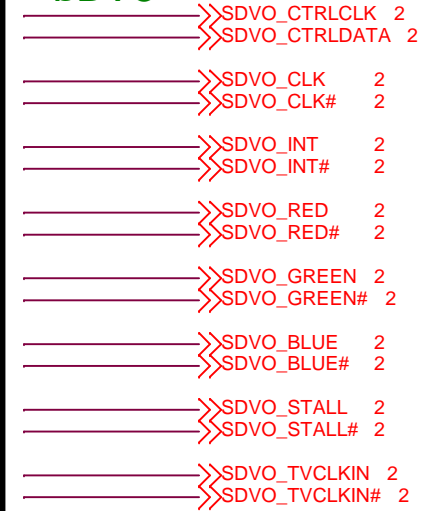 SDVO_CTRLCLK 2
SDVO_CTRLDATA 2
SDVO_CLK 2
SDVO_CLK# 2
SDVO_INT 2
SDVO_INT# 2
SDVO_RED 2
SDVO_RED# 2
SDVO_GREEN 2
SDVO_GREEN# 2
SDVO_BLUE 2
SDVO_BLUE# 2
SDVO_STALL 2
SDVO_STALL# 2
SDVO_TVCLKIN 2
SDVO_TVCLKIN# 2